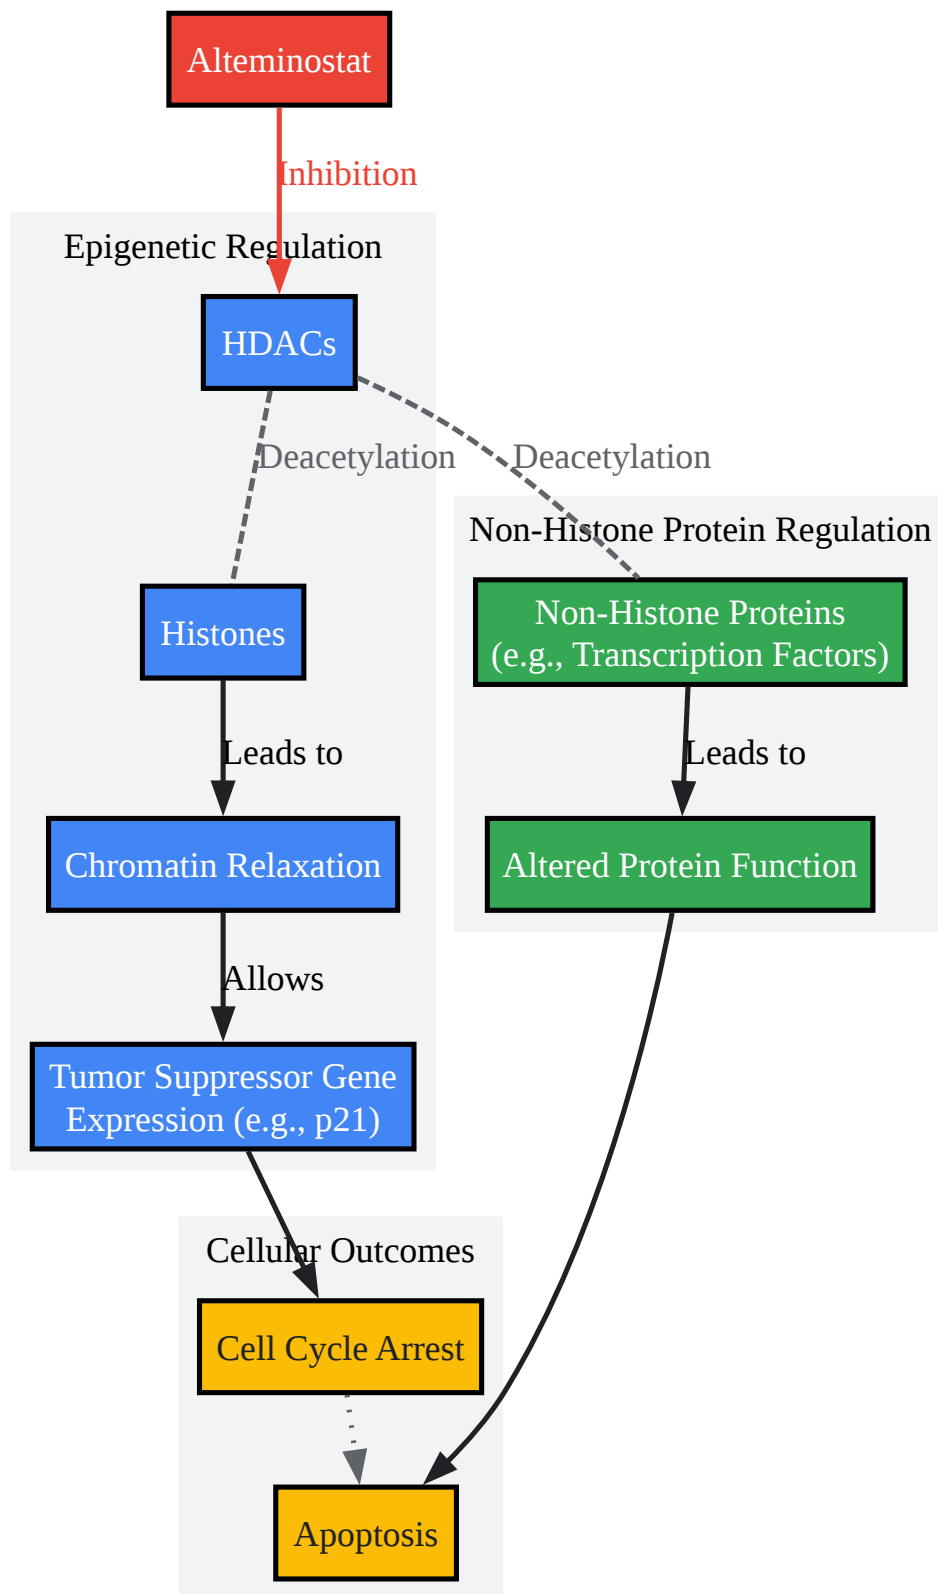 Alteminostat
Inhibition
Epigenetic Regulation
HDACs
Deacetylation
Deacetylation
Non-Histone Protein Regulation
Histones
Non-Histone Proteins
(e.g., Transcription Factors)
Leads to
Leads to
Chromatin Relaxation
Altered Protein Function
Allows
Tumor Suppressor Gene
Expression (e.g., p21)
Cellular Outcomes
Cell Cycle Arrest
Apoptosis